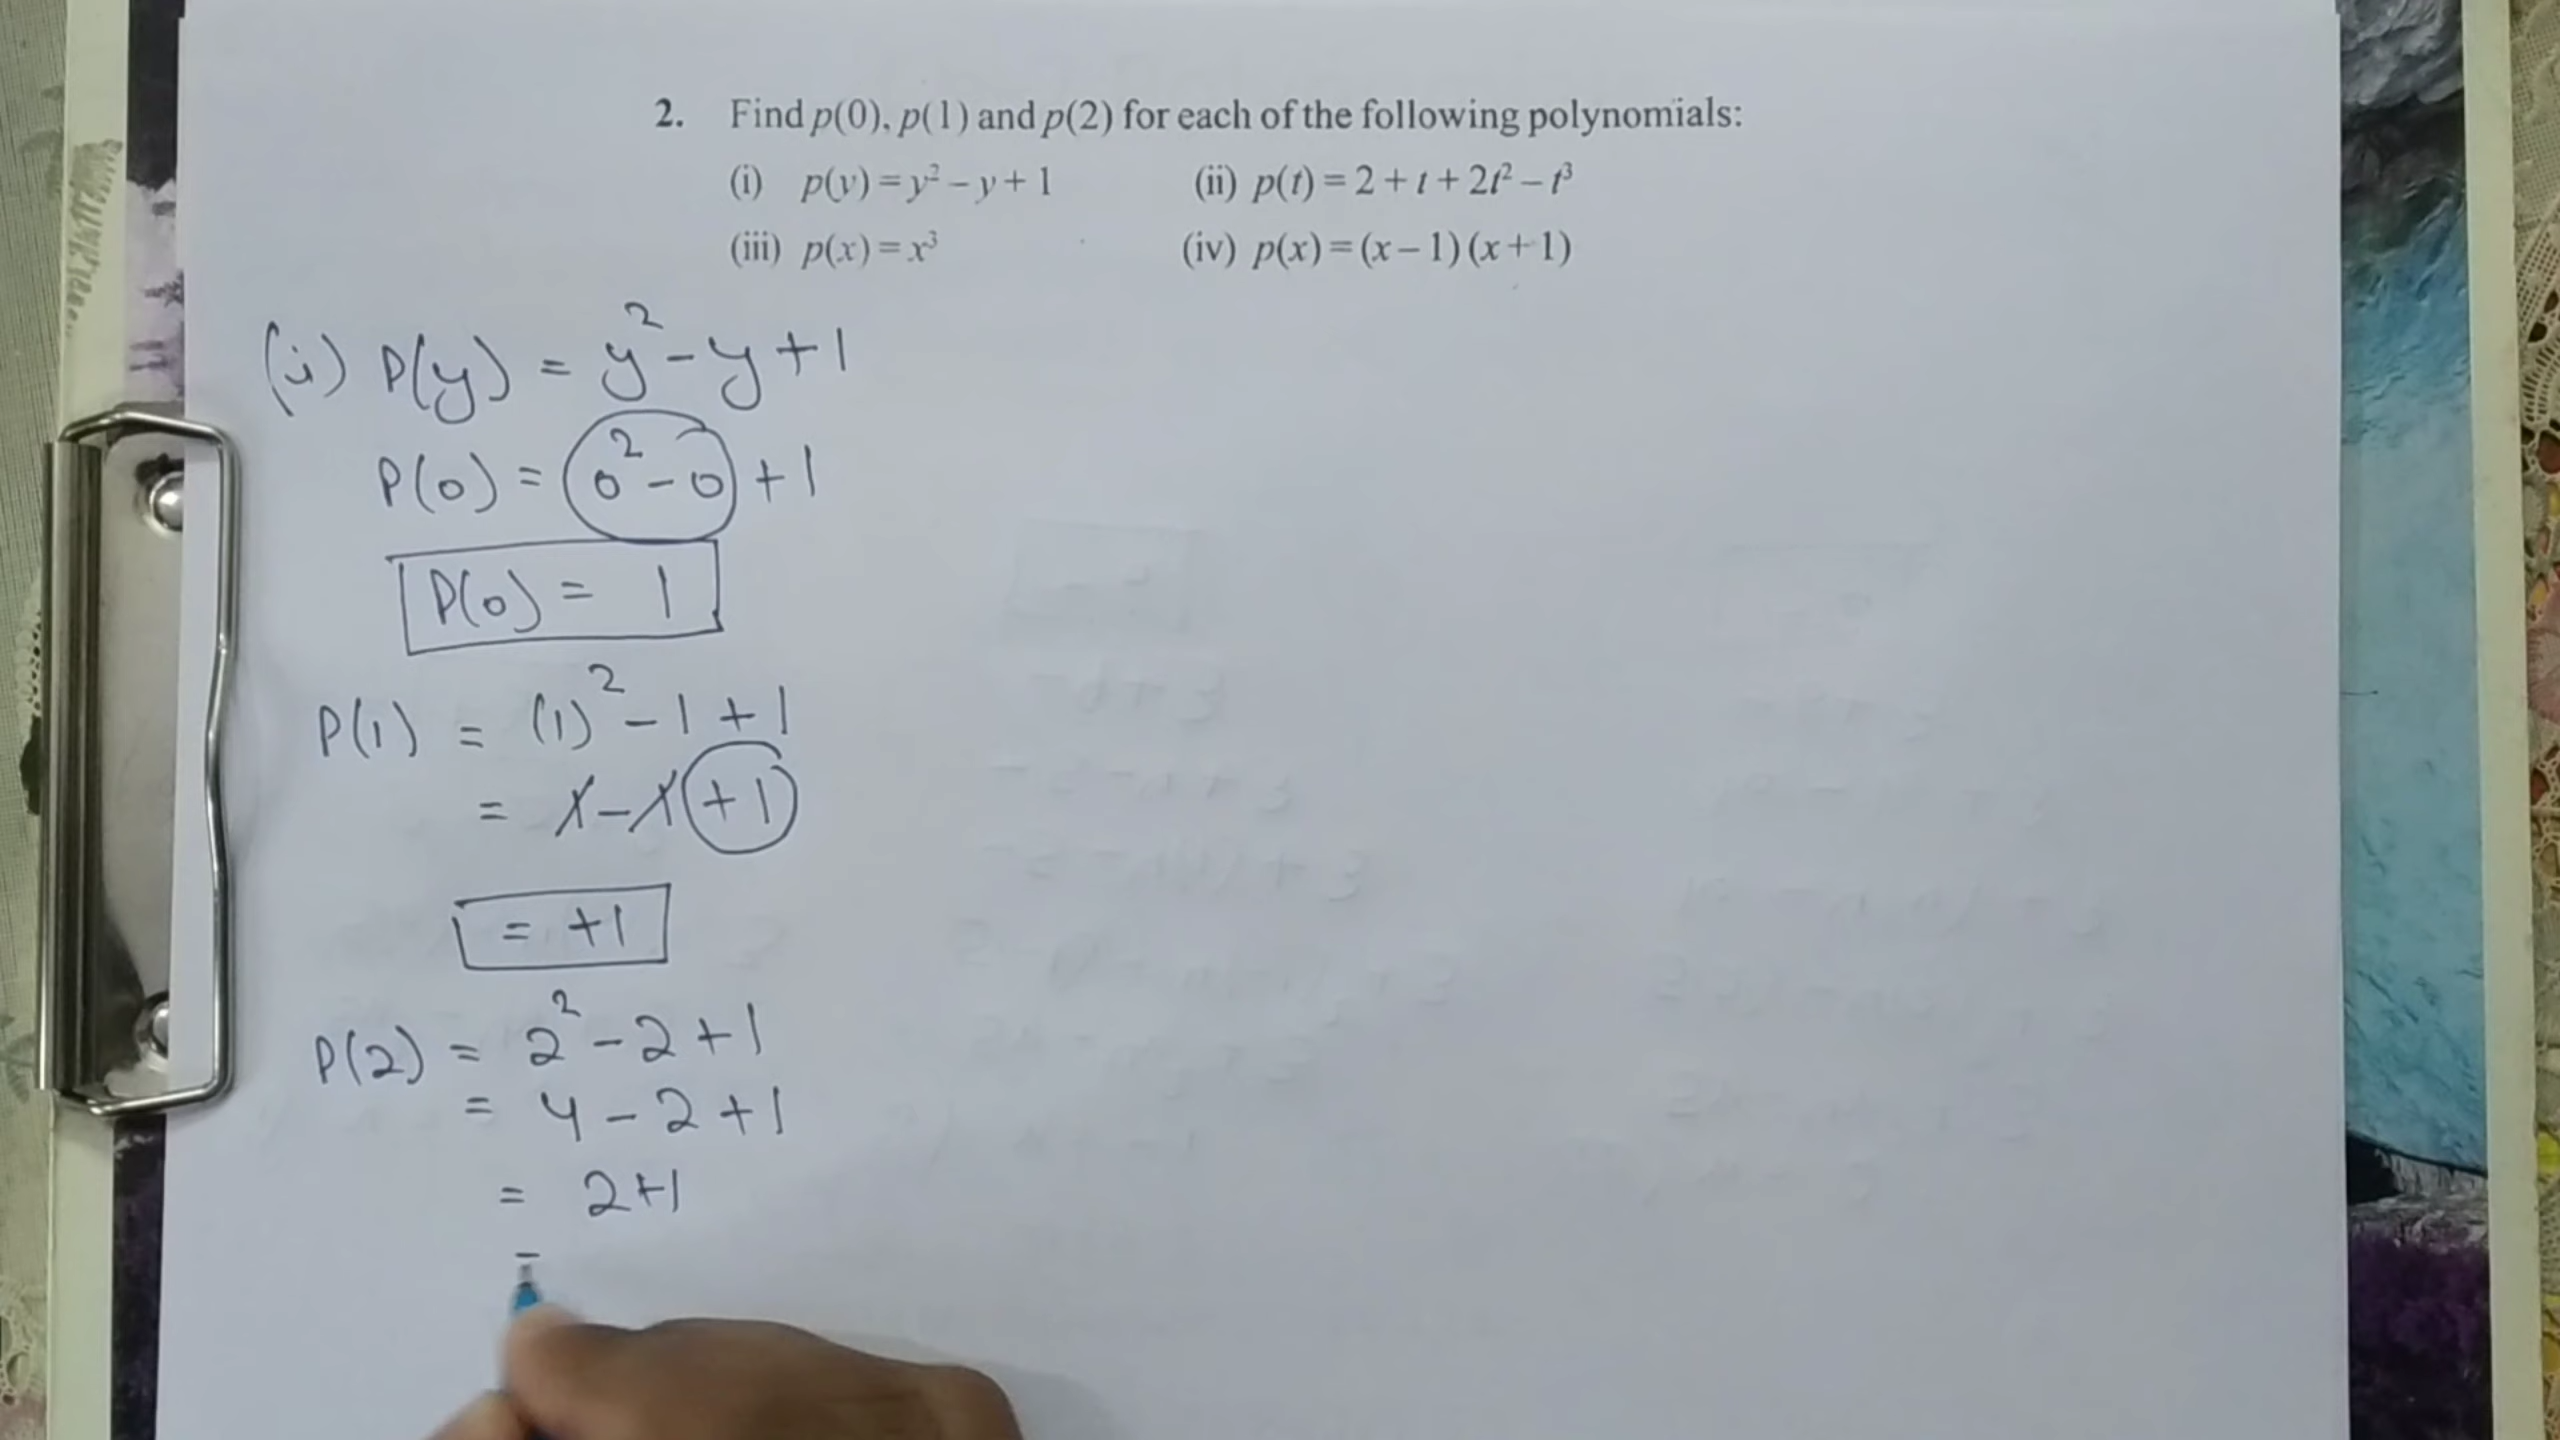 2. Find p(0), p(1) and p(2) for each of the following polynomials:
(i) p(y) = y² – y + 1 (ii) p(t) = 2 + t + 2t² – t³
(iii) p(x) = x³ (iv) p(x) = (x – 1) (x + 1)
(i) P(y) = y² - y + 1
P(0) = 0² - 0 + 1
P(0) = 1
P(1) = (1)² - 1 + 1
= 1 - 1 + 1
= +1
P(2) = 2² - 2 + 1
= 4 - 2 + 1
= 2+1